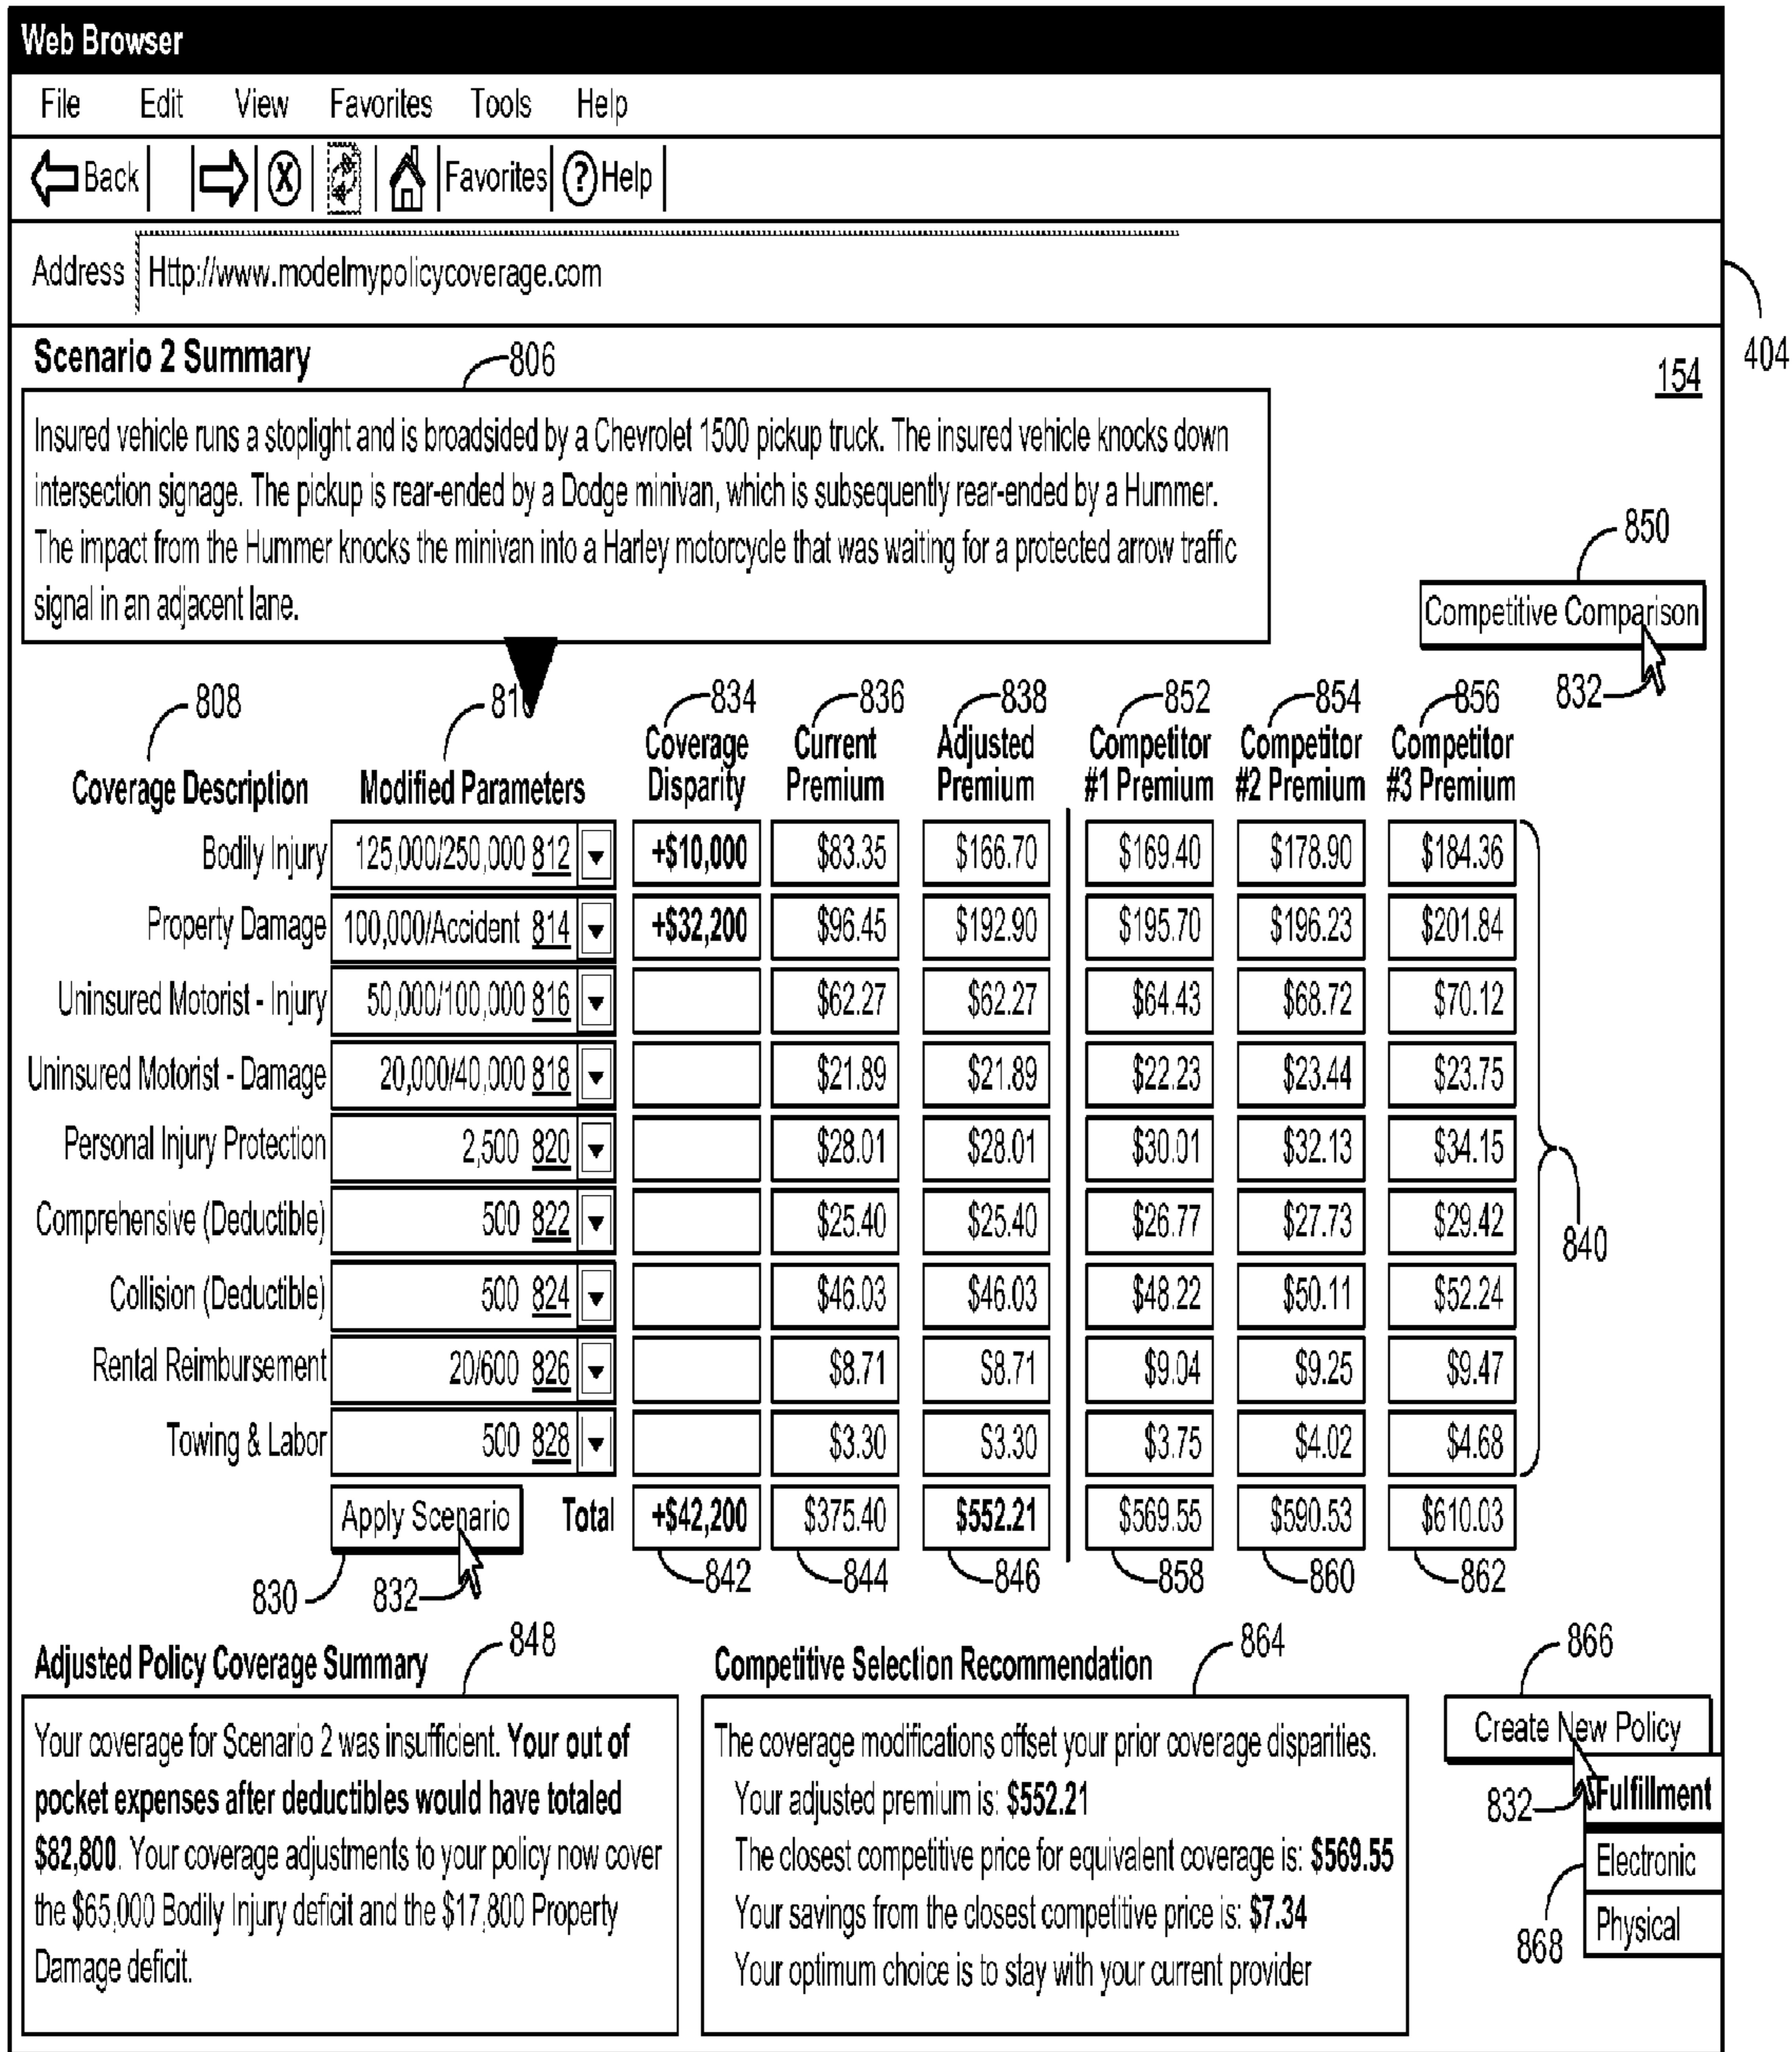 Web Browser
File Edit View Favorites Tools Help
Back Favorites ? Help
Address Http://www.modelmypolicycoverage.com
404
Scenario 2 Summary 806
154
Insured vehicle runs a stoplight and is broadsided by a Chevrolet 1500 pickup truck. The insured vehicle knocks down
intersection signage. The pickup is rear-ended by a Dodge minivan, which is subsequently rear-ended by a Hummer.
The impact from the Hummer knocks the minivan into a Harley motorcycle that was waiting for a protected arrow traffic
signal in an adjacent lane.
850
Competitive Comparison
832
808 810 834 836 838 852 854 856
Coverage Current Adjusted Competitor Competitor Competitor
Coverage Description Modified Parameters Disparity Premium Premium #1 Premium #2 Premium #3 Premium
Bodily Injury 125,000/250,000 812 +$10,000 $83.35 $166.70 $169.40 $178.90 $184.36
Property Damage 100,000/Accident 814 +$32,200 $96.45 $192.90 $195.70 $196.23 $201.84
Uninsured Motorist - Injury 50,000/100,000 816 $62.27 $62.27 $64.43 $68.72 $70.12
Uninsured Motorist - Damage 20,000/40,000 818 $21.89 $21.89 $22.23 $23.44 $23.75
Personal Injury Protection 2,500 820 $28.01 $28.01 $30.01 $32.13 $34.15
Comprehensive (Deductible) 500 822 $25.40 $25.40 $26.77 $27.73 $29.42
840
Collision (Deductible) 500 824 $46.03 $46.03 $48.22 $50.11 $52.24
Rental Reimbursement 20/600 826 $8.71 $8.71 $9.04 $9.25 $9.47
Towing & Labor 500 828 $3.30 $3.30 $3.75 $4.02 $4.68
Apply Scenario Total +$42,200 $375.40 $552.21 $569.55 $590.53 $610.03
830 832 842 844 846 858 860 862
Adjusted Policy Coverage Summary 848
Your coverage for Scenario 2 was insufficient. Your out of
pocket expenses after deductibles would have totaled
$82,800. Your coverage adjustments to your policy now cover
the $65,000 Bodily Injury deficit and the $17,800 Property
Damage deficit.
Competitive Selection Recommendation 864
The coverage modifications offset your prior coverage disparities.
Your adjusted premium is: $552.21
The closest competitive price for equivalent coverage is: $569.55
Your savings from the closest competitive price is: $7.34
Your optimum choice is to stay with your current provider
866
Create New Policy
832 Fulfillment
Electronic
868 Physical